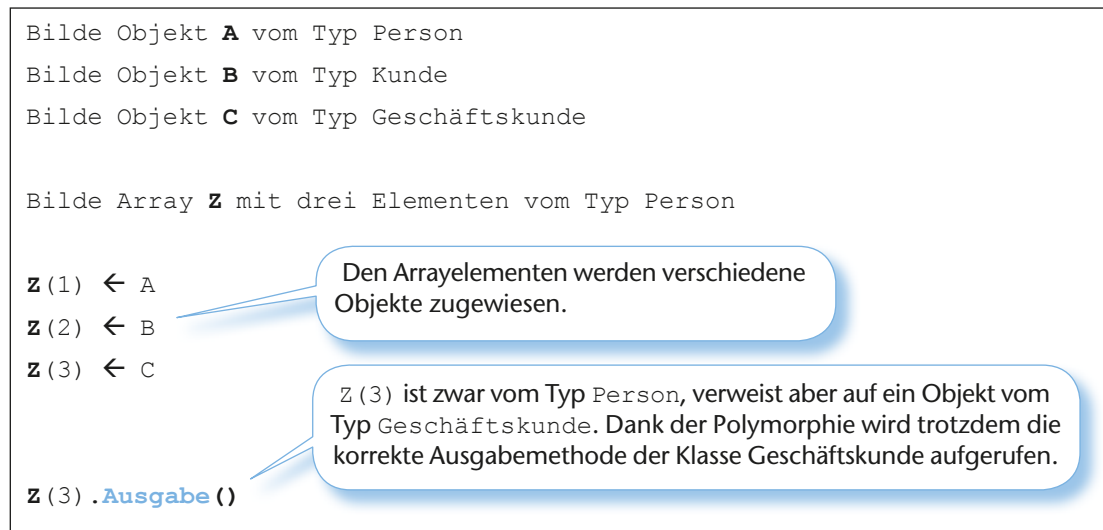 Bilde Objekt A vom Typ Person
Bilde Objekt B vom Typ Kunde
Bilde Objekt C vom Typ Geschäftskunde
Bilde Array Z mit drei Elementen vom Typ Person
Z(1) ← A
Z(2) ← B
Z(3) ← C
Den Arrayelementen werden verschiedene
Objekte zugewiesen.
Z(3) ist zwar vom Typ Person, verweist aber auf ein Objekt vom
Typ Geschäftskunde. Dank der Polymorphie wird trotzdem die
korrekte Ausgabemethode der Klasse Geschäftskunde aufgerufen.
Z(3).Ausgabe()